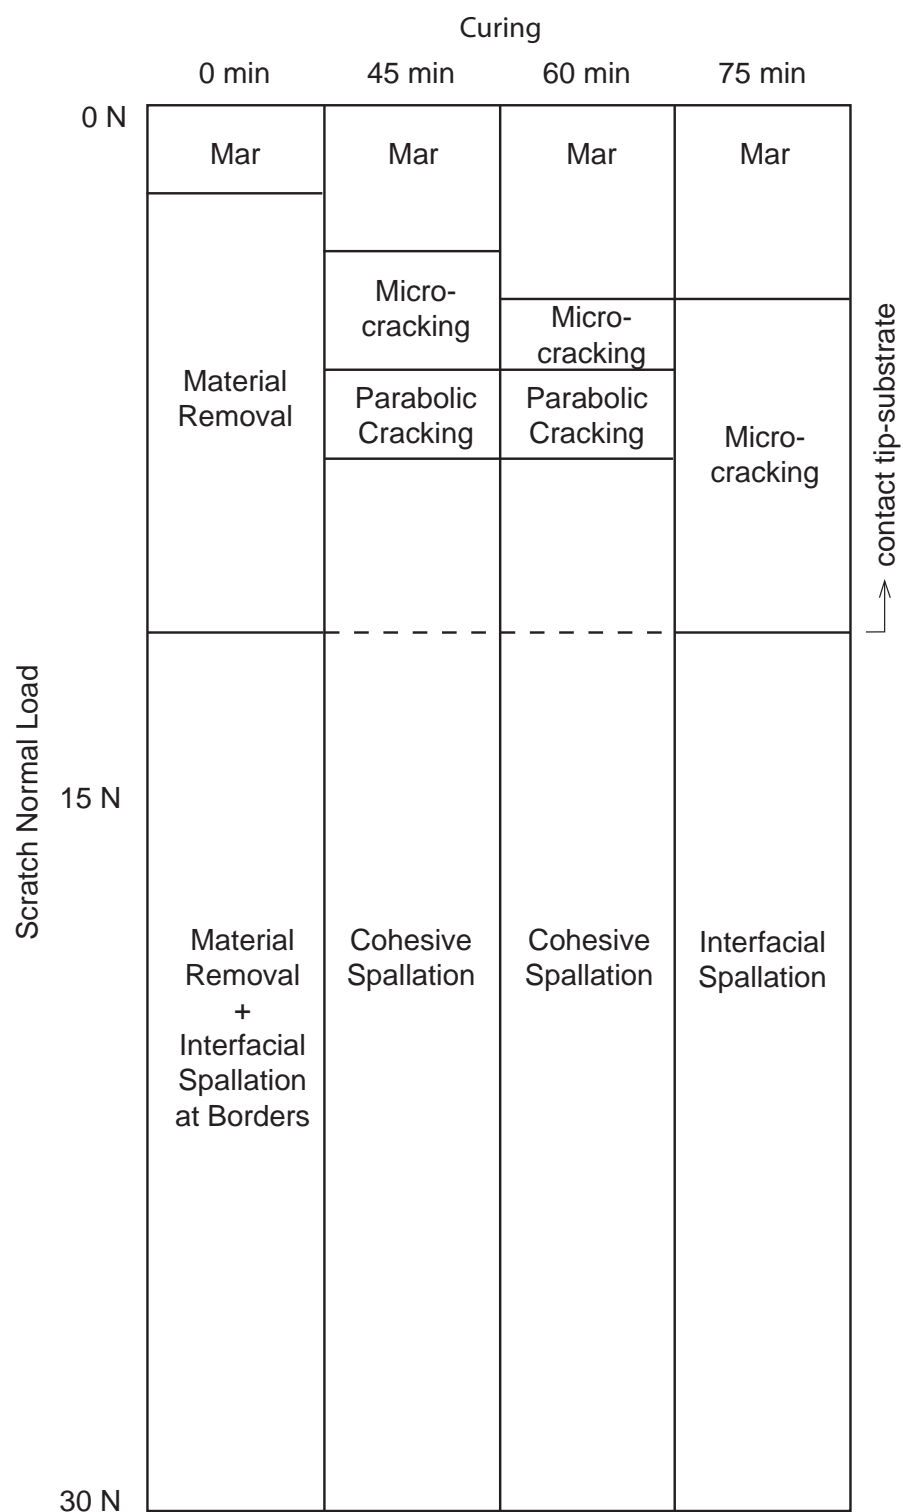 Curing
0 min 45 min 60 min 75 min
0 N
Mar Mar Mar Mar
Micro-
cracking
Micro-
cracking
Material
Removal
Parabolic
Cracking
Parabolic
Cracking
Micro-
cracking
contact tip-substrate
Scratch Normal Load
15 N
Material
Removal
+
Interfacial
Spallation
at Borders
Cohesive
Spallation
Cohesive
Spallation
Interfacial
Spallation
30 N